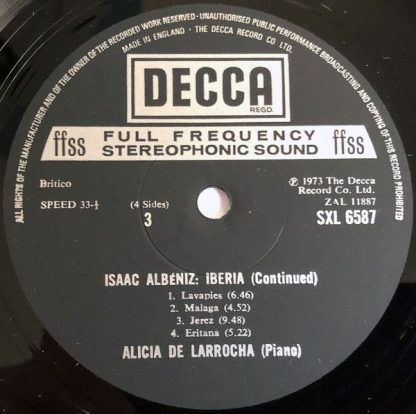 ALL RIGHTS OF THE MANUFACTURER AND OF THE OWNER OF THE RECORDED WORK RESERVED · UNAUTHORISED PUBLIC PERFORMANCE BROADCASTING AND COPYING OF THIS RECORD PROHIBITED
MADE IN ENGLAND · THE DECCA RECORD CO LTD.
DECCA
REGD.
ffss FULL FREQUENCY ffss
STEREOPHONIC SOUND
Britico
SPEED 33-⅓
(4 Sides)
3
℗ 1973 The Decca
Record Co. Ltd.
ZAL 11887
SXL 6587
ISAAC ALBÉNIZ: IBERIA (Continued)
1. Lavapies (6.46)
2. Malaga (4.52)
3. Jerez (9.48)
4. Eritana (5.22)
ALICIA DE LARROCHA (Piano)